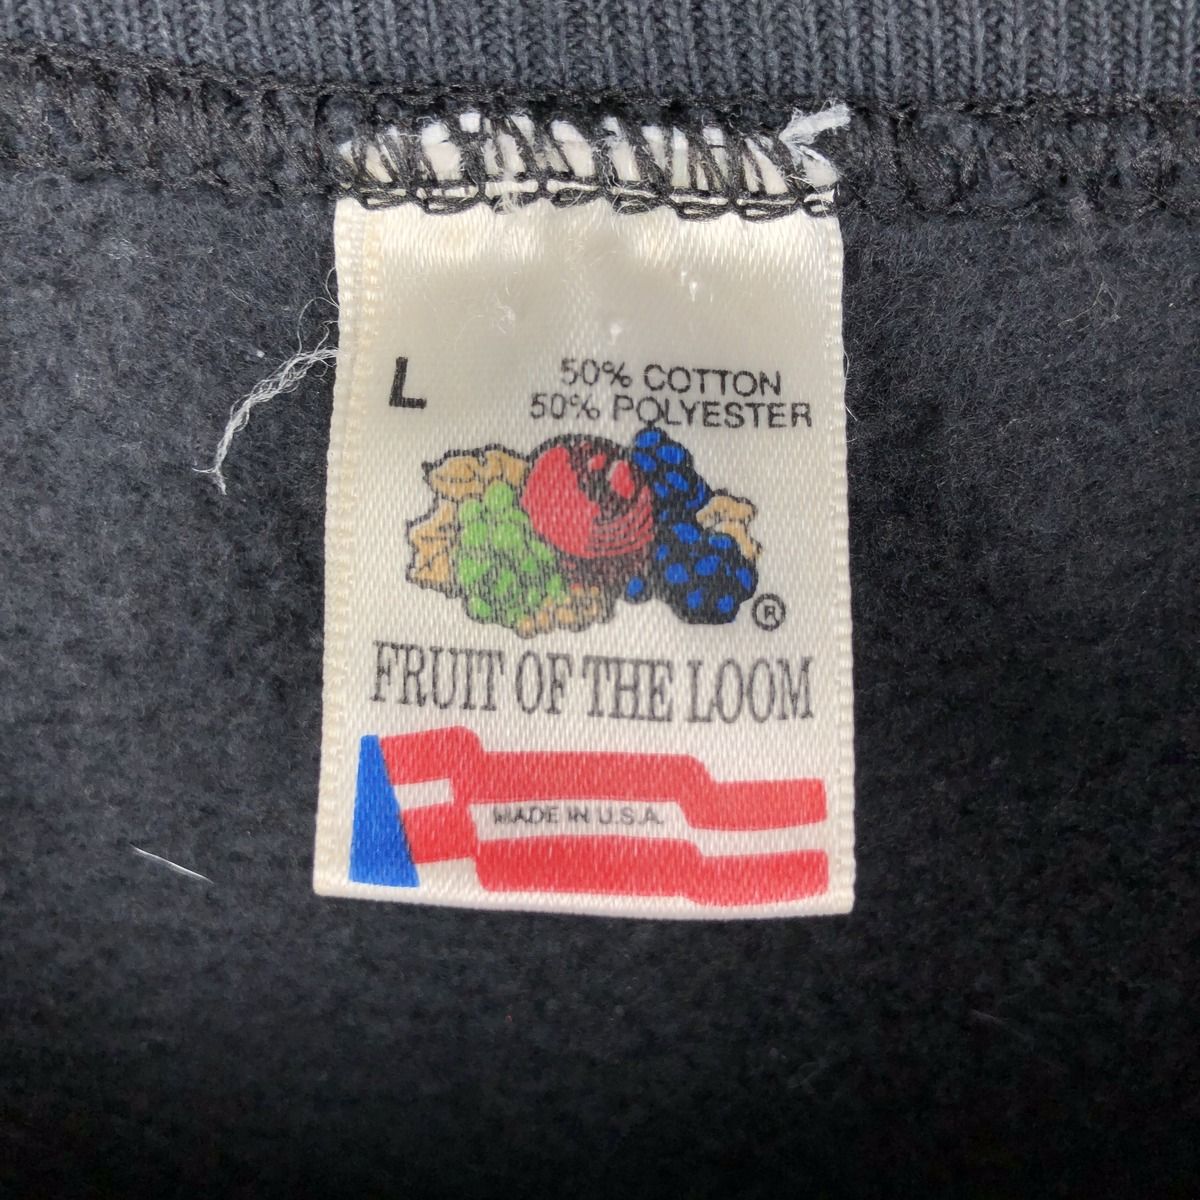 L
50% COTTON
50% POLYESTER
®
FRUIT OF THE LOOM
MADE IN U.S.A.